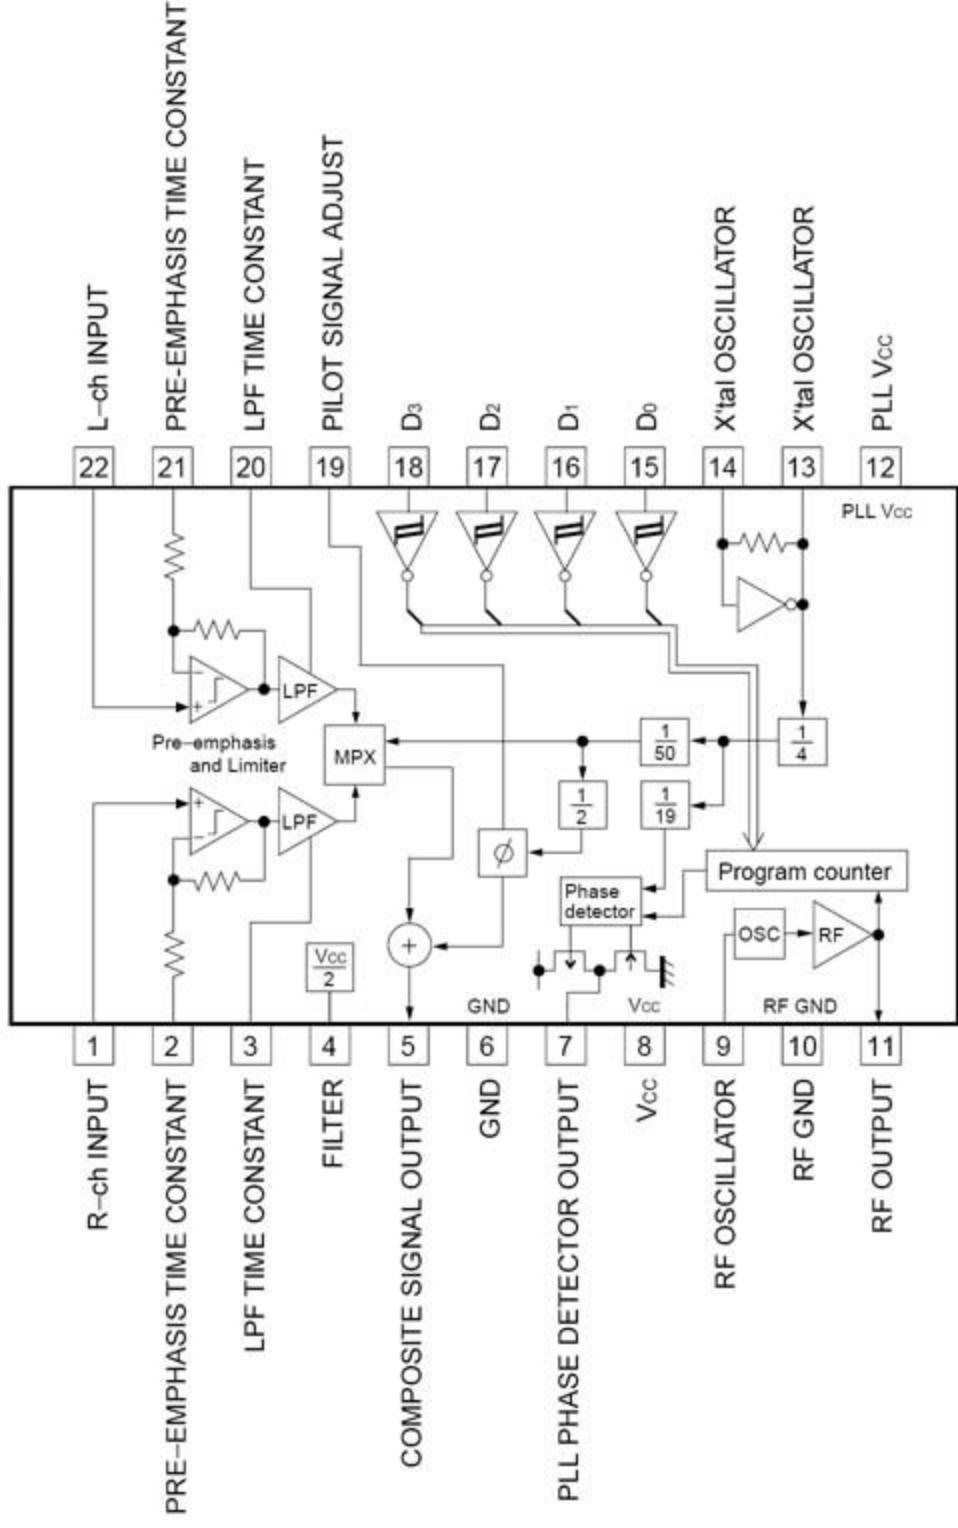 L–ch INPUT
PRE-EMPHASIS TIME CONSTANT
LPF TIME CONSTANT
PILOT SIGNAL ADJUST
D3
D2
D1
D0
X'tal OSCILLATOR
X'tal OSCILLATOR
PLL VCC
22
21
20
19
18
17
16
15
14
13
12
PLL VCC
LPF
Pre–emphasis
and Limiter
MPX
1
50
1
4
1
2
1
19
LPF
ϕ
Program counter
Phase
detector
OSC
RF
+
VCC
2
GND
VCC
RF GND
1
2
3
4
5
6
7
8
9
10
11
R–ch INPUT
PRE–EMPHASIS TIME CONSTANT
LPF TIME CONSTANT
FILTER
COMPOSITE SIGNAL OUTPUT
GND
PLL PHASE DETECTOR OUTPUT
VCC
RF OSCILLATOR
RF GND
RF OUTPUT